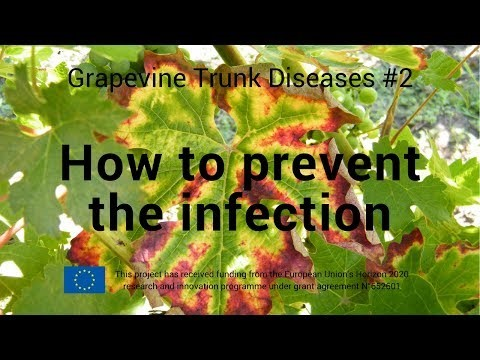 Grapevine Trunk Diseases #2
How to prevent
the infection
This project has received funding from the European Union's Horizon 2020
research and innovation programme under grant agreement N°652601